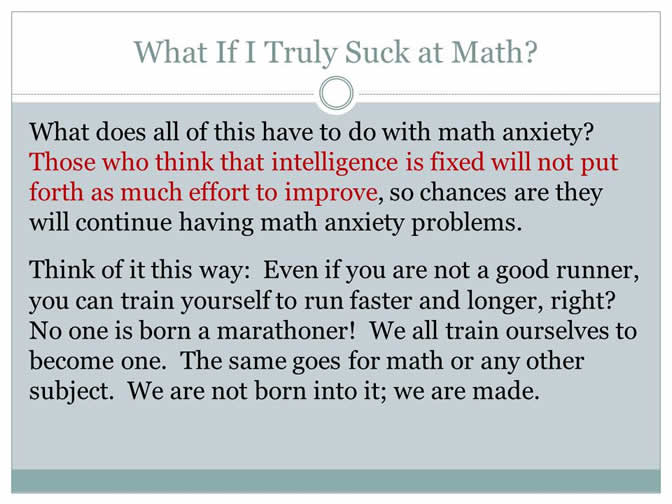 What If I Truly Suck at Math?
What does all of this have to do with math anxiety?
Those who think that intelligence is fixed will not put
forth as much effort to improve, so chances are they
will continue having math anxiety problems.
Think of it this way:  Even if you are not a good runner,
you can train yourself to run faster and longer, right?
No one is born a marathoner!  We all train ourselves to
become one.  The same goes for math or any other
subject.  We are not born into it; we are made.